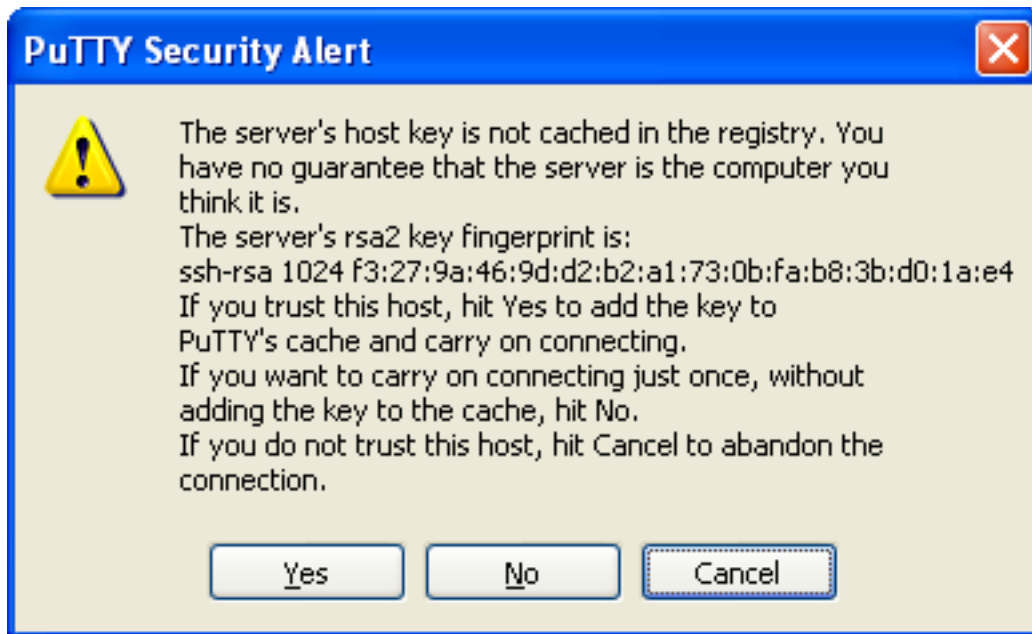 PuTTY Security Alert
The server's host key is not cached in the registry. You
have no guarantee that the server is the computer you
think it is.
The server's rsa2 key fingerprint is:
ssh-rsa 1024 f3:27:9a:46:9d:d2:b2:a1:73:0b:fa:b8:3b:d0:1a:e4
If you trust this host, hit Yes to add the key to
PuTTY's cache and carry on connecting.
If you want to carry on connecting just once, without
adding the key to the cache, hit No.
If you do not trust this host, hit Cancel to abandon the
connection.
Yes No Cancel